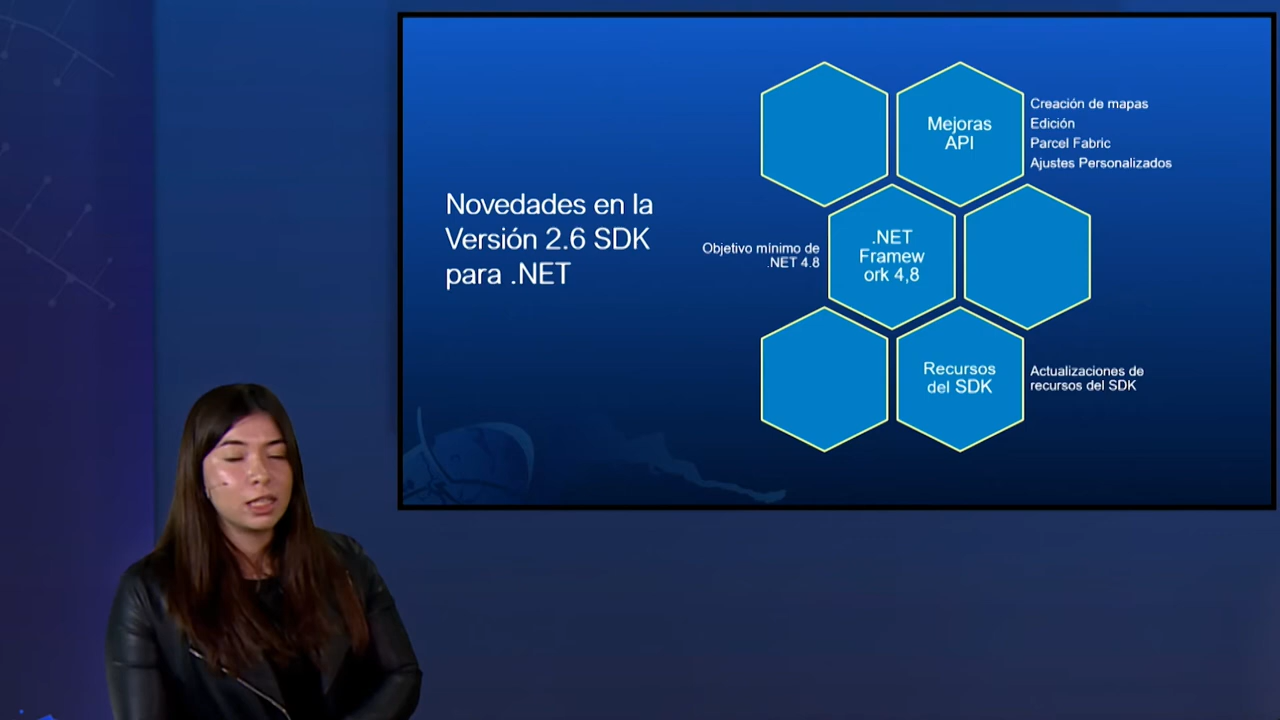 Novedades en la
Versión 2.6 SDK
para .NET
Mejoras
API
Creación de mapas
Edición
Parcel Fabric
Ajustes Personalizados
Objetivo mínimo de
.NET 4.8
.NET
Framew
ork 4,8
Recursos
del SDK
Actualizaciones de
recursos del SDK